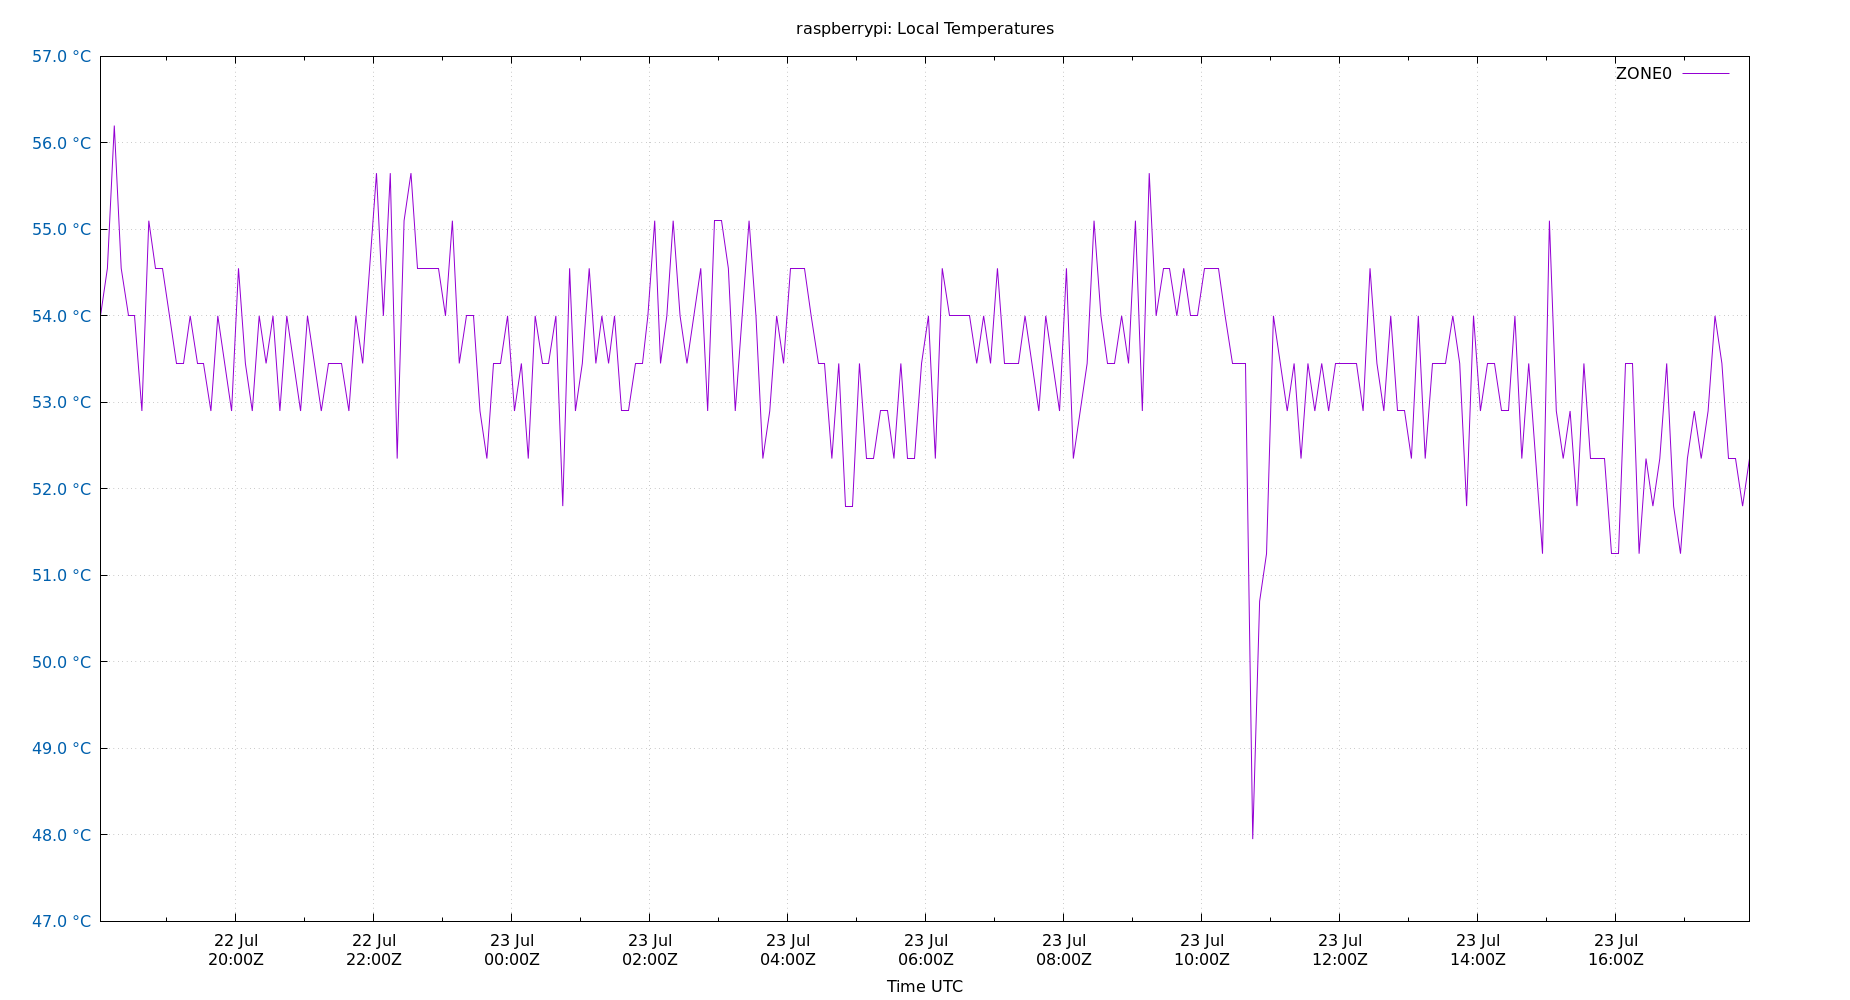 raspberrypi: Local Temperatures
57.0 °C
ZONE0
56.0 °C
55.0 °C
54.0 °C
53.0 °C
52.0 °C
51.0 °C
50.0 °C
49.0 °C
48.0 °C
47.0 °C
22 Jul 22 Jul 23 Jul 23 Jul 23 Jul 23 Jul 23 Jul 23 Jul 23 Jul 23 Jul 23 Jul
20:00Z 22:00Z 00:00Z 02:00Z 04:00Z 06:00Z 08:00Z 10:00Z 12:00Z 14:00Z 16:00Z
Time UTC